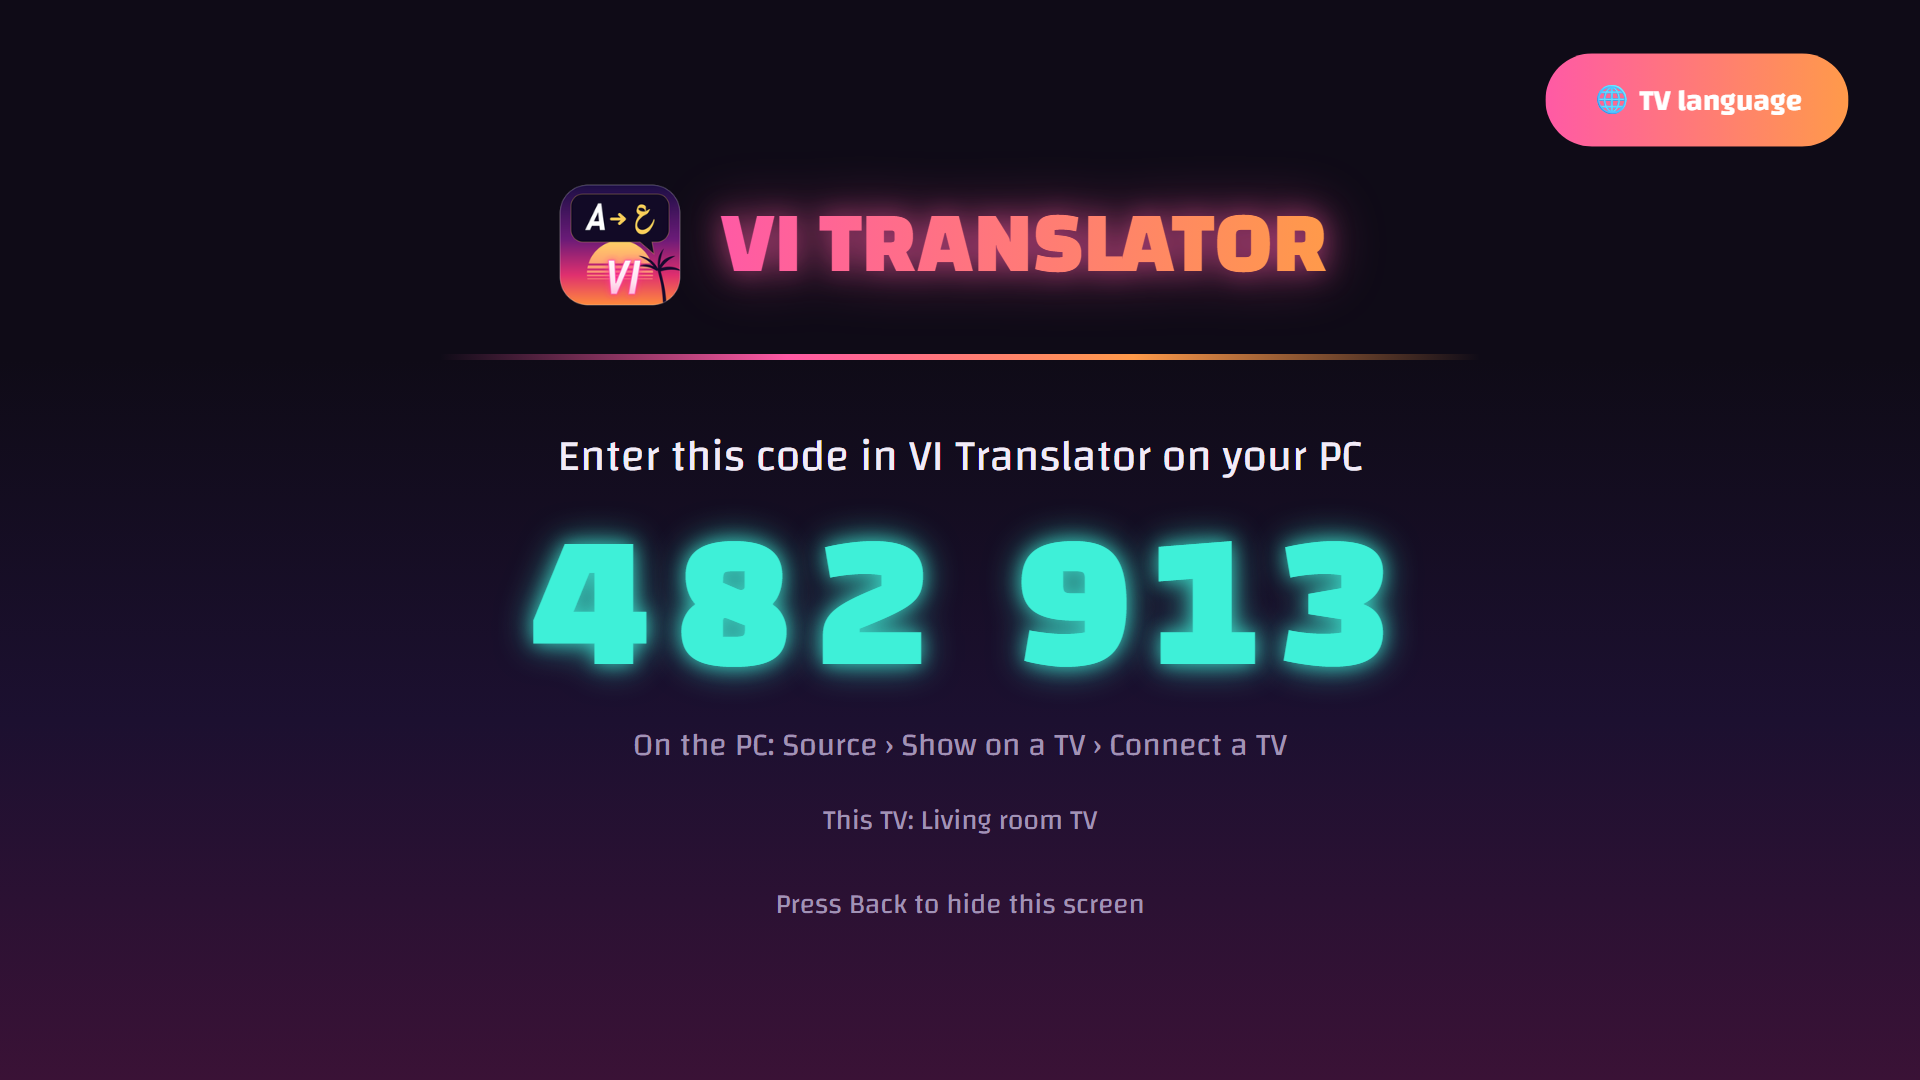 TV language
A→ع
VI
VI TRANSLATOR
Enter this code in VI Translator on your PC
482 913
On the PC: Source › Show on a TV › Connect a TV
This TV: Living room TV
Press Back to hide this screen